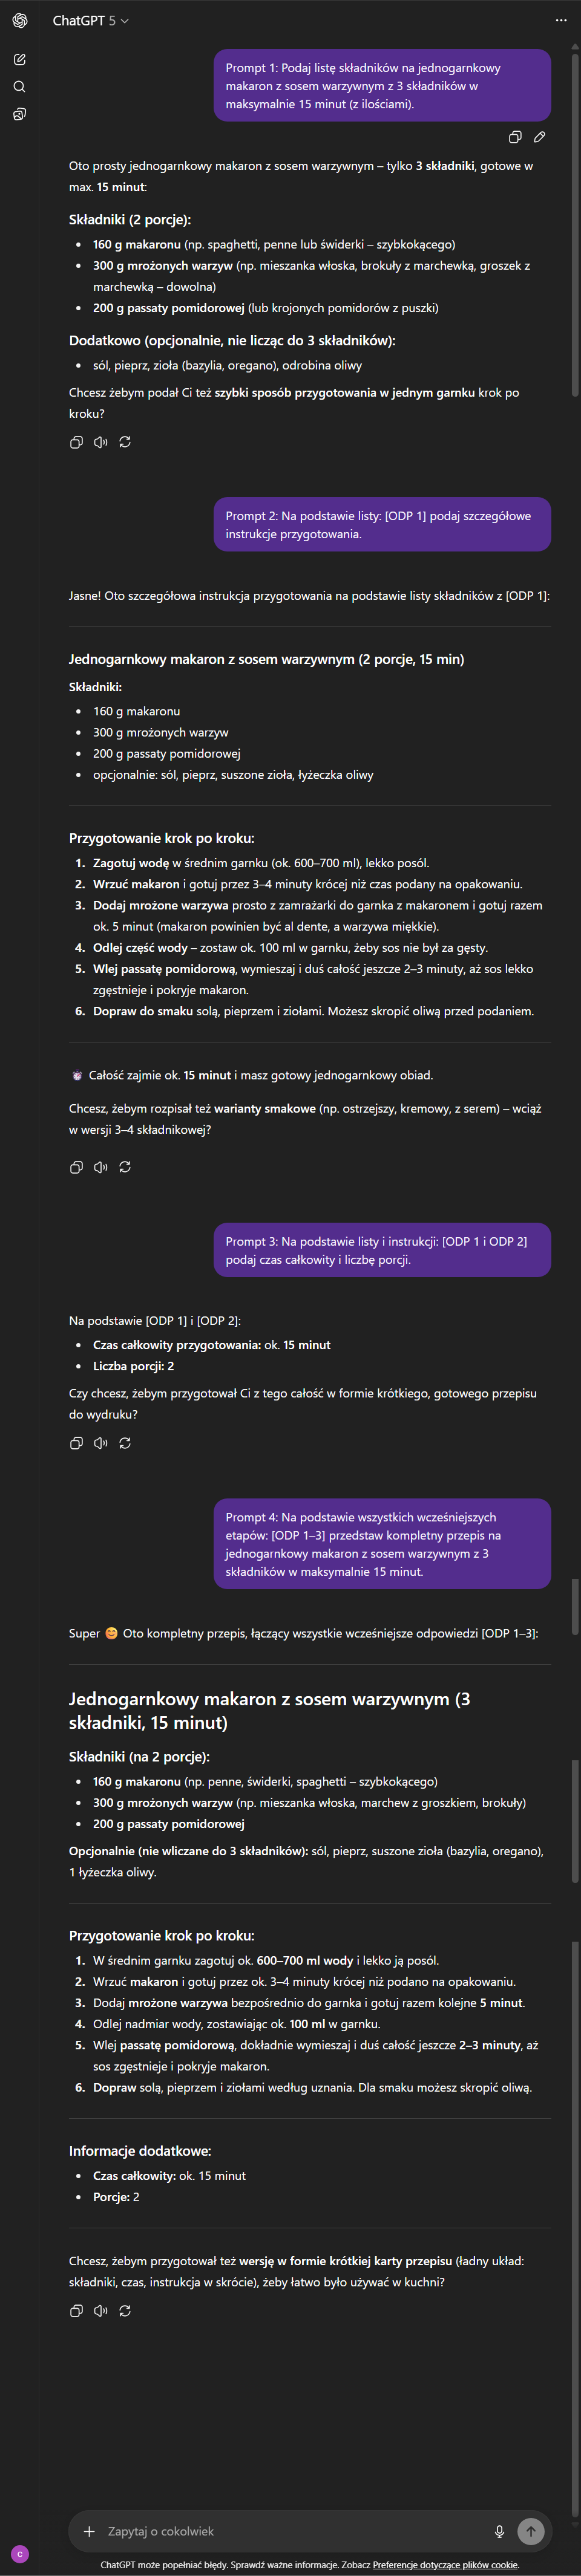 ChatGPT 5
Prompt 1: Podaj listę składników na jednogarnkowy
makaron z sosem warzywnym z 3 składników w
maksymalnie 15 minut (z ilościami).
Oto prosty jednogarnkowy makaron z sosem warzywnym – tylko 3 składniki, gotowe w
max. 15 minut:
Składniki (2 porcje):
• 160 g makaronu (np. spaghetti, penne lub świderki – szybkokącego)
• 300 g mrożonych warzyw (np. mieszanka włoska, brokuły z marchewką, groszek z
marchewką – dowolna)
• 200 g passaty pomidorowej (lub krojonych pomidorów z puszki)
Dodatkowo (opcjonalnie, nie licząc do 3 składników):
• sól, pieprz, zioła (bazylia, oregano), odrobina oliwy
Chcesz żebym podał Ci też szybki sposób przygotowania w jednym garnku krok po
kroku?
Prompt 2: Na podstawie listy: [ODP 1] podaj szczegółowe
instrukcje przygotowania.
Jasne! Oto szczegółowa instrukcja przygotowania na podstawie listy składników z [ODP 1]:
Jednogarnkowy makaron z sosem warzywnym (2 porcje, 15 min)
Składniki:
• 160 g makaronu
• 300 g mrożonych warzyw
• 200 g passaty pomidorowej
• opcjonalnie: sól, pieprz, suszone zioła, łyżeczka oliwy
Przygotowanie krok po kroku:
1. Zagotuj wodę w średnim garnku (ok. 600–700 ml), lekko posól.
2. Wrzuć makaron i gotuj przez 3–4 minuty krócej niż czas podany na opakowaniu.
3. Dodaj mrożone warzywa prosto z zamrażarki do garnka z makaronem i gotuj razem
ok. 5 minut (makaron powinien być al dente, a warzywa miękkie).
4. Odlej część wody – zostaw ok. 100 ml w garnku, żeby sos nie był za gęsty.
5. Wlej passatę pomidorową, wymieszaj i duś całość jeszcze 2–3 minuty, aż sos lekko
zgęstnieje i pokryje makaron.
6. Dopraw do smaku solą, pieprzem i ziołami. Możesz skropić oliwą przed podaniem.
⏰ Całość zajmie ok. 15 minut i masz gotowy jednogarnkowy obiad.
Chcesz, żebym rozpisał też warianty smakowe (np. ostrzejszy, kremowy, z serem) – wciąż
w wersji 3–4 składnikowej?
Prompt 3: Na podstawie listy i instrukcji: [ODP 1 i ODP 2]
podaj czas całkowity i liczbę porcji.
Na podstawie [ODP 1] i [ODP 2]:
• Czas całkowity przygotowania: ok. 15 minut
• Liczba porcji: 2
Czy chcesz, żebym przygotował Ci z tego całość w formie krótkiego, gotowego przepisu
do wydruku?
Prompt 4: Na podstawie wszystkich wcześniejszych
etapów: [ODP 1–3] przedstaw kompletny przepis na
jednogarnkowy makaron z sosem warzywnym z 3
składników w maksymalnie 15 minut.
Super 😊 Oto kompletny przepis, łączący wszystkie wcześniejsze odpowiedzi [ODP 1–3]:
Jednogarnkowy makaron z sosem warzywnym (3
składniki, 15 minut)
Składniki (na 2 porcje):
• 160 g makaronu (np. penne, świderki, spaghetti – szybkokącego)
• 300 g mrożonych warzyw (np. mieszanka włoska, marchew z groszkiem, brokuły)
• 200 g passaty pomidorowej
Opcjonalnie (nie wliczane do 3 składników): sól, pieprz, suszone zioła (bazylia, oregano),
1 łyżeczka oliwy.
Przygotowanie krok po kroku:
1. W średnim garnku zagotuj ok. 600–700 ml wody i lekko ją posól.
2. Wrzuć makaron i gotuj przez ok. 3–4 minuty krócej niż podano na opakowaniu.
3. Dodaj mrożone warzywa bezpośrednio do garnka i gotuj razem kolejne 5 minut.
4. Odlej nadmiar wody, zostawiając ok. 100 ml w garnku.
5. Wlej passatę pomidorową, dokładnie wymieszaj i duś całość jeszcze 2–3 minuty, aż
sos zgęstnieje i pokryje makaron.
6. Dopraw solą, pieprzem i ziołami według uznania. Dla smaku możesz skropić oliwą.
Informacje dodatkowe:
• Czas całkowity: ok. 15 minut
• Porcje: 2
Chcesz, żebym przygotował też wersję w formie krótkiej karty przepisu (ładny układ:
składniki, czas, instrukcja w skrócie), żeby łatwo było używać w kuchni?
Zapytaj o cokolwiek
C
ChatGPT może popełniać błędy. Sprawdź ważne informacje. Zobacz Preferencje dotyczące plików cookie.